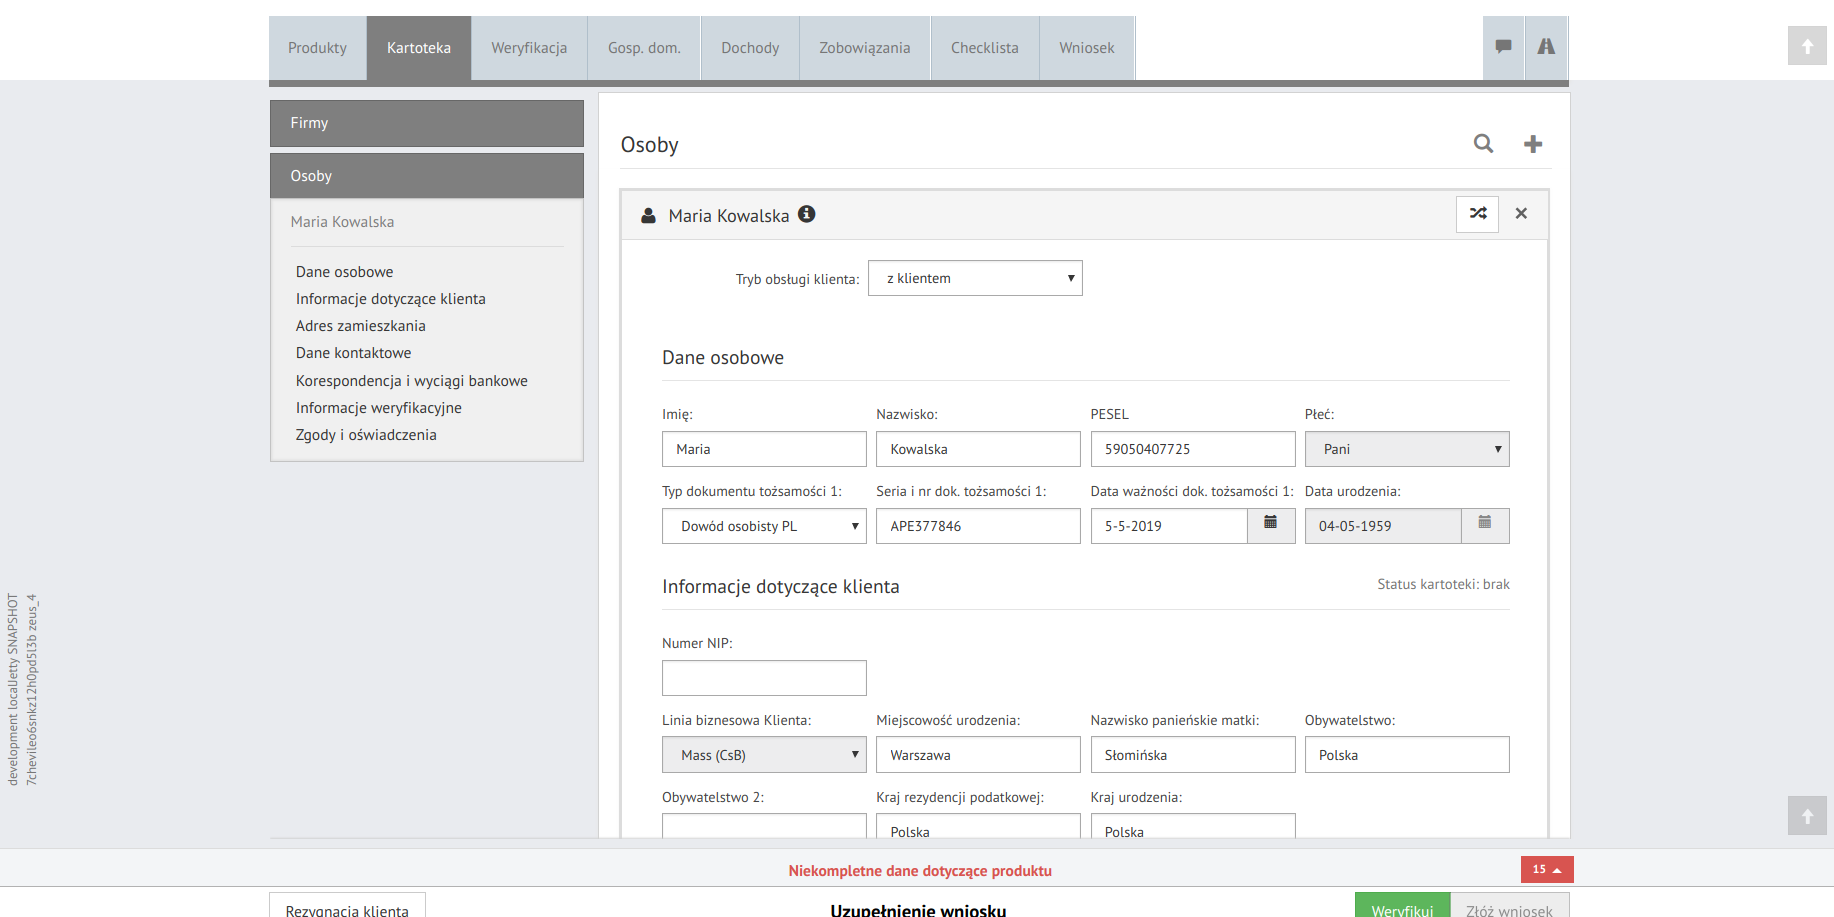 Produkty Kartoteka Weryfikacja Gosp. dom. Dochody Zobowiązania Checklista Wniosek
Firmy
Osoby
Maria Kowalska
Dane osobowe
Informacje dotyczące klienta
Adres zamieszkania
Dane kontaktowe
Korespondencja i wyciągi bankowe
Informacje weryfikacyjne
Zgody i oświadczenia
Osoby
Maria Kowalska
Tryb obsługi klienta: z klientem
Dane osobowe
Imię: Nazwisko: PESEL Płeć:
Maria Kowalska 59050407725 Pani
Typ dokumentu tożsamości 1: Seria i nr dok. tożsamości 1: Data ważności dok. tożsamości 1: Data urodzenia:
Dowód osobisty PL APE377846 5-5-2019 04-05-1959
Informacje dotyczące klienta Status kartoteki: brak
Numer NIP:
Linia biznesowa Klienta: Miejscowość urodzenia: Nazwisko panieńskie matki: Obywatelstwo:
Mass (CsB) Warszawa Słomińska Polska
Obywatelstwo 2: Kraj rezydencji podatkowej: Kraj urodzenia:
Polska Polska
development localJetty SNAPSHOT
7chevileo6snkz12h0pd5l3b zeus_4
Niekompletne dane dotyczące produktu 15
Rezygnacja klienta Uzupełnienie wniosku Weryfikuj Złóż wniosek